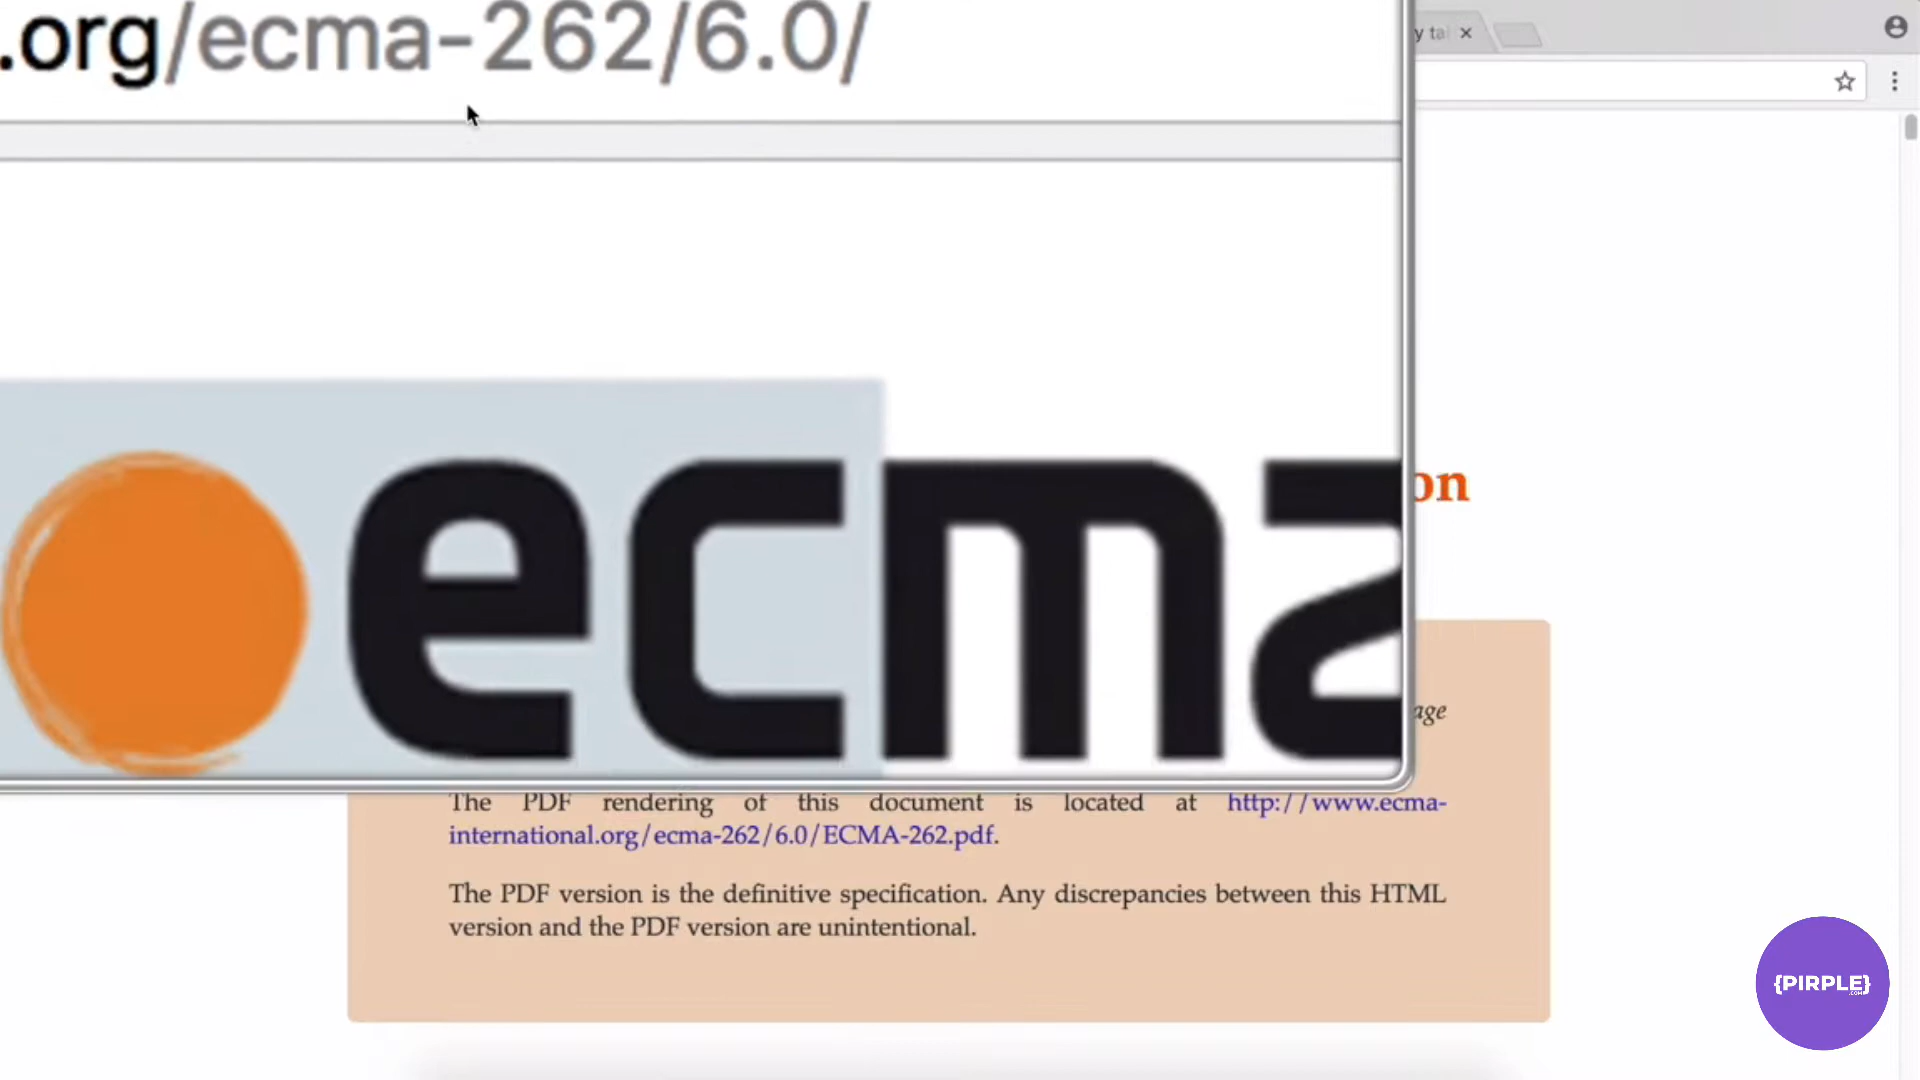 .org/ecma-262/6.0/
ecma
on
age
The PDF rendering of this document is located at http://www.ecma-
international.org/ecma-262/6.0/ECMA-262.pdf.
The PDF version is the definitive specification. Any discrepancies between this HTML
version and the PDF version are unintentional.
{PIRPLE}
.COM